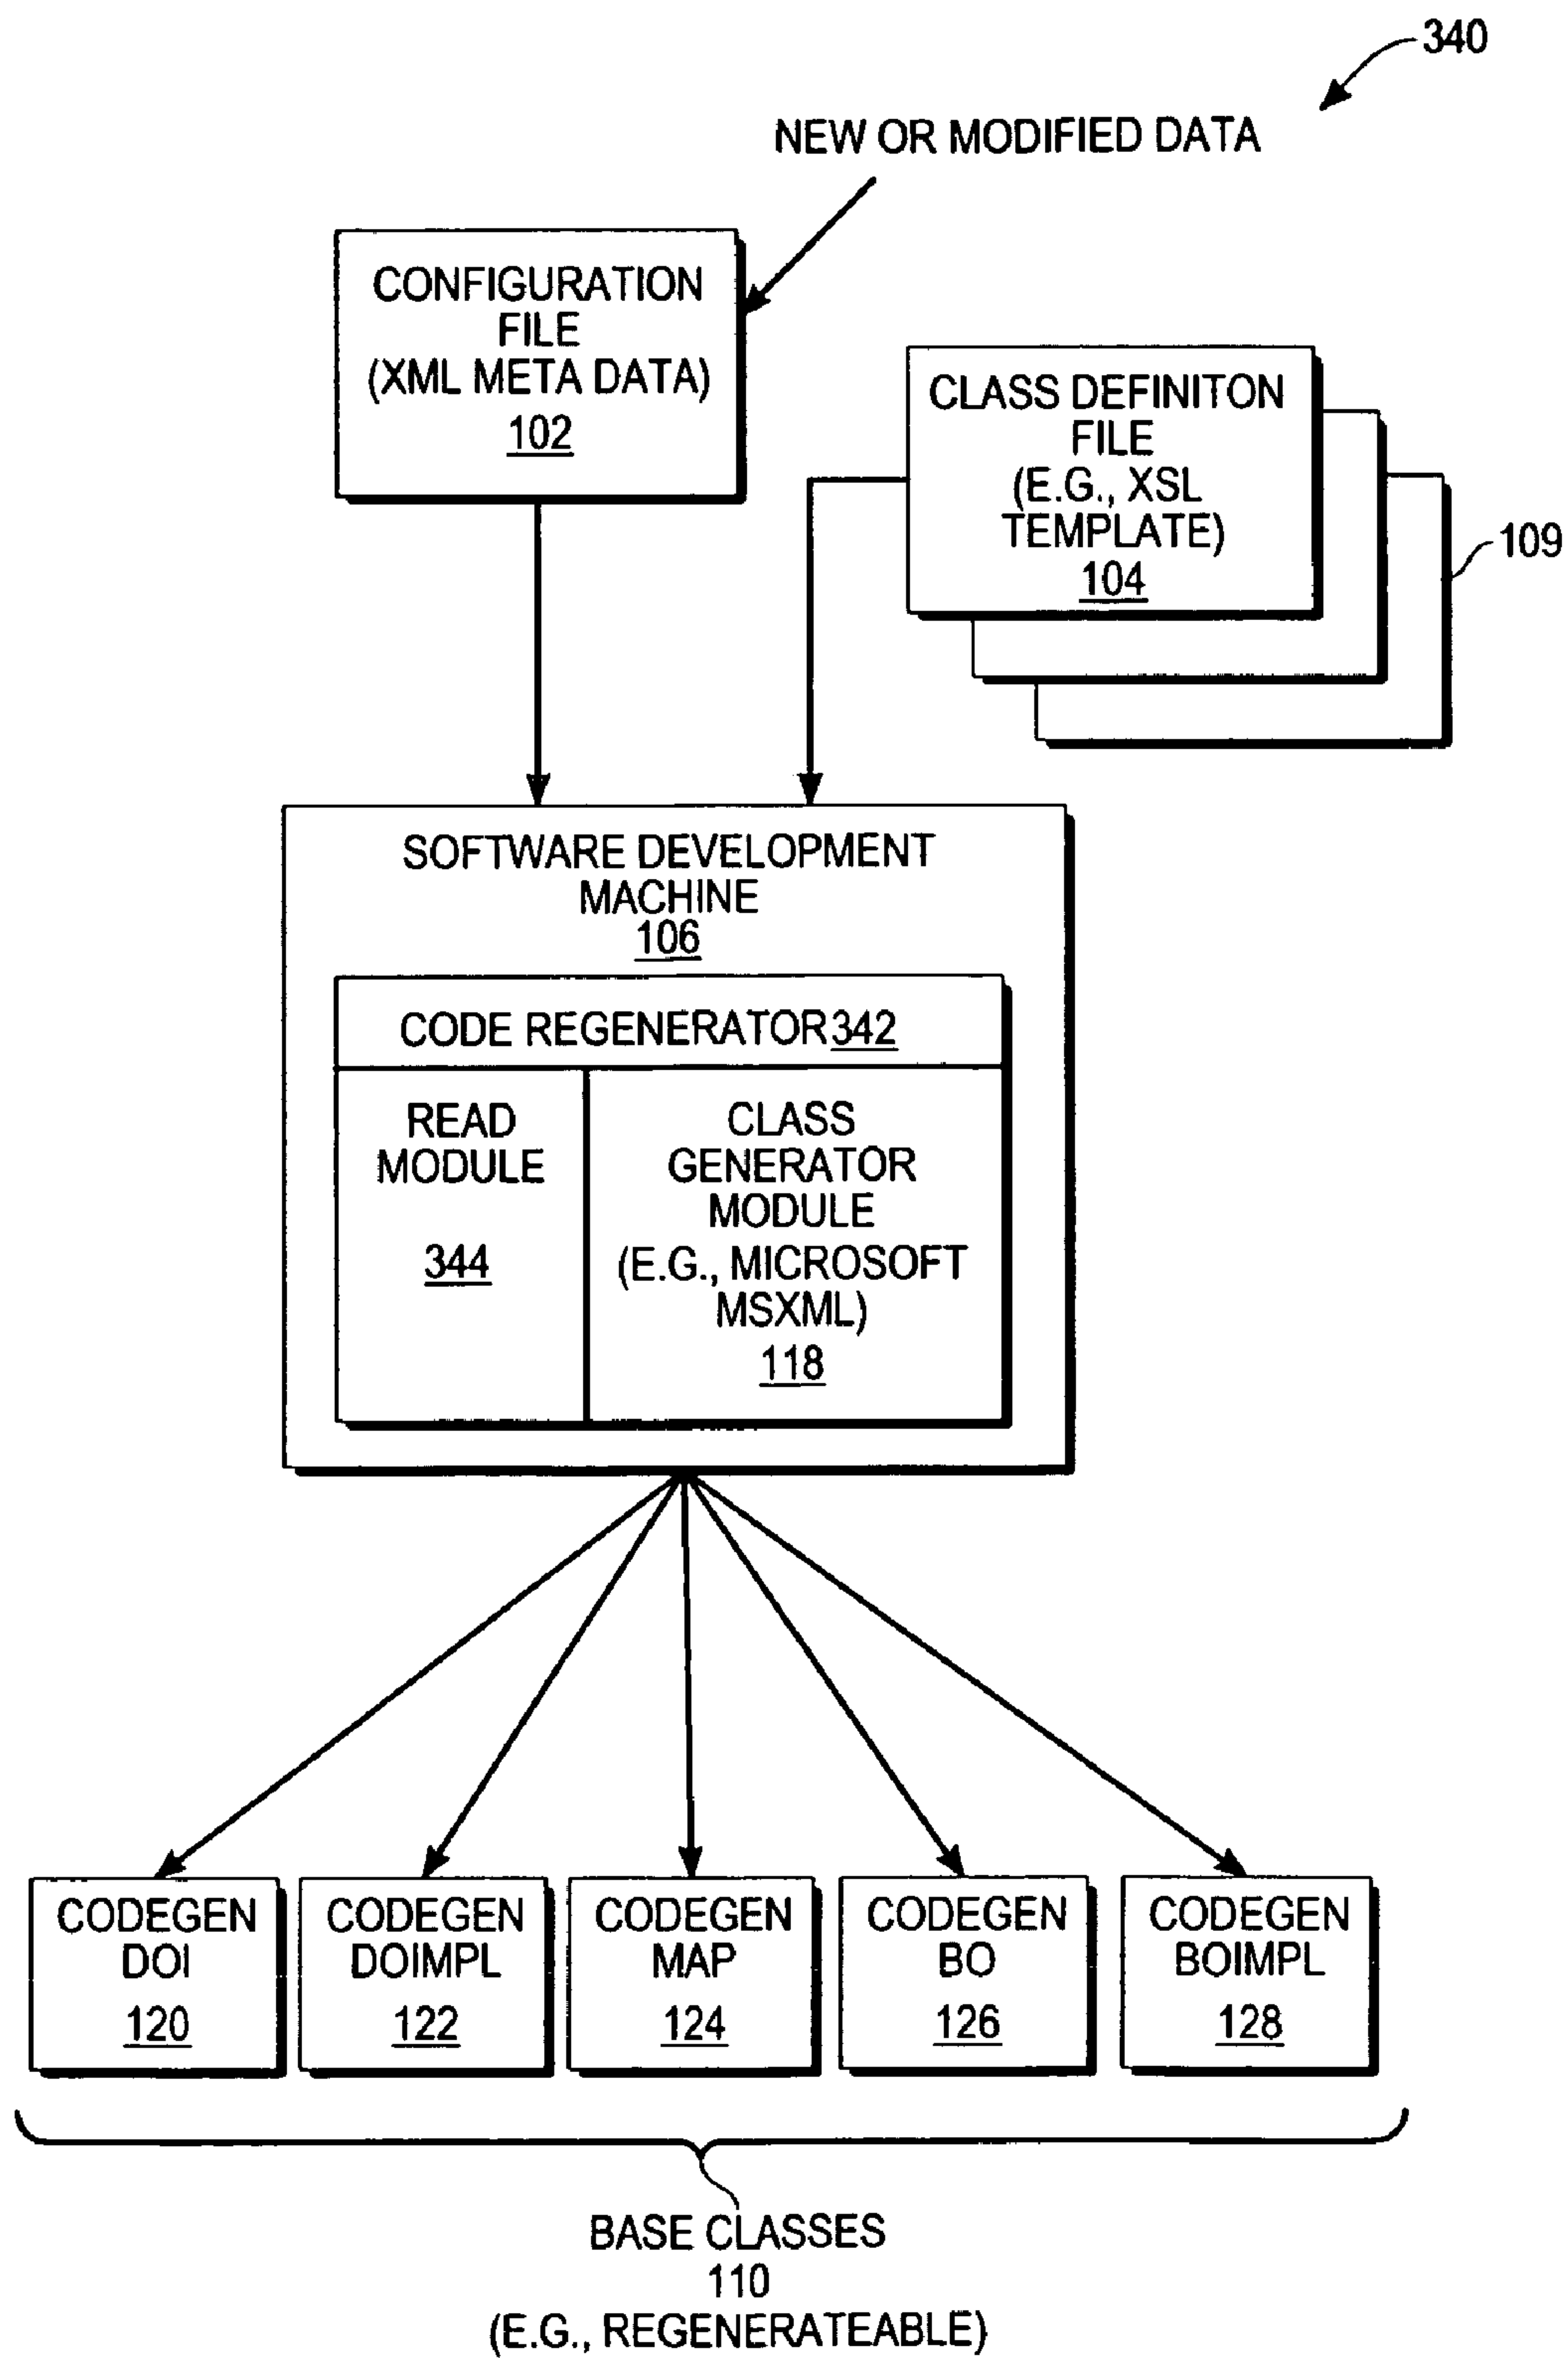 340
NEW OR MODIFIED DATA
CONFIGURATION
FILE
(XML META DATA)
102
CLASS DEFINITON
FILE
(E.G., XSL
TEMPLATE)
104
109
SOFTWARE DEVELOPMENT
MACHINE
106
CODE REGENERATOR 342
READ
MODULE
344
CLASS
GENERATOR
MODULE
(E.G., MICROSOFT
MSXML)
118
CODEGEN
DOI
120
CODEGEN
DOIMPL
122
CODEGEN
MAP
124
CODEGEN
BO
126
CODEGEN
BOIMPL
128
BASE CLASSES
110
(E.G., REGENERATEABLE)